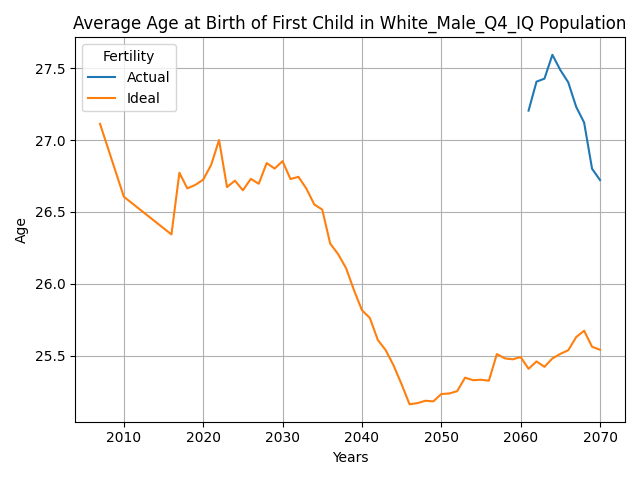 Average Age at Birth of First Child in White_Male_Q4_IQ Population
Fertility
Actual
Ideal
27.5
27.0
26.5
26.0
25.5
Age
2010 2020 2030 2040 2050 2060 2070
Years